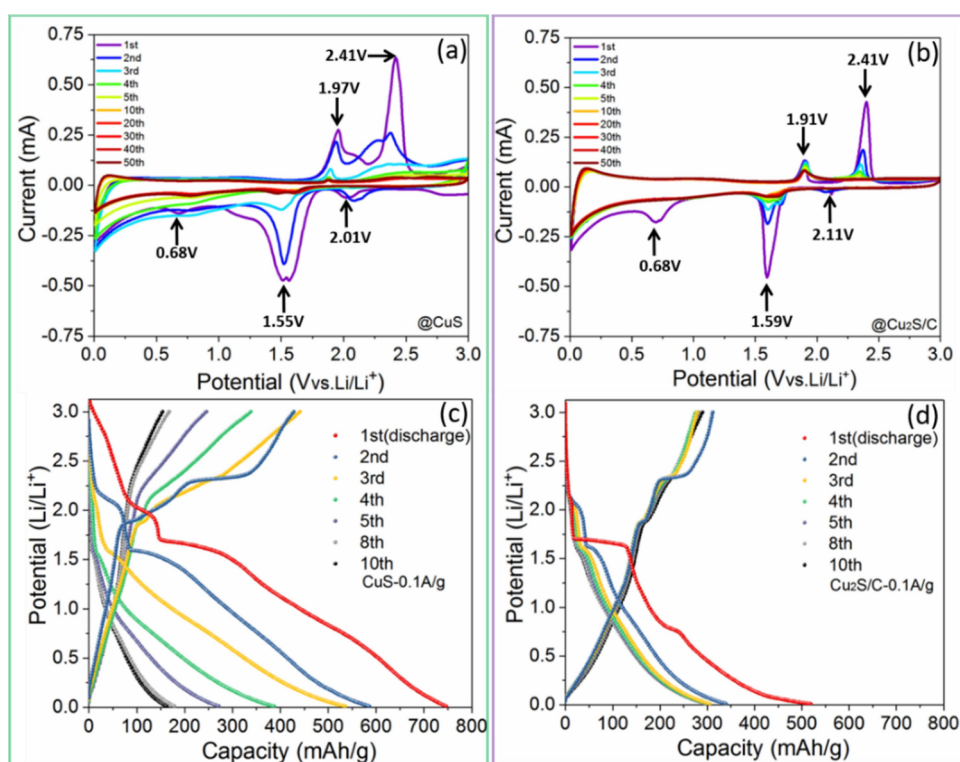 (a)
0.75
0.50
0.25
0.00
-0.25
-0.50
-0.75
Current (mA)
1st
2nd
3rd
4th
5th
10th
20th
30th
40th
50th
2.41V
1.97V
0.68V
2.01V
1.55V
@CuS
0.0 0.5 1.0 1.5 2.0 2.5 3.0
Potential (Vvs.Li/Li⁺)
(b)
0.75
0.50
0.25
0.00
-0.25
-0.50
-0.75
Current (mA)
1st
2nd
3rd
4th
5th
10th
20th
30th
40th
50th
2.41V
1.91V
0.68V
2.11V
1.59V
@Cu₂S/C
0.0 0.5 1.0 1.5 2.0 2.5 3.0
Potential (Vvs.Li/Li⁺)
(c)
3.0
2.5
2.0
1.5
1.0
0.5
0.0
Potential (Li/Li⁺)
1st(discharge)
2nd
3rd
4th
5th
8th
10th
CuS-0.1A/g
0 100 200 300 400 500 600 700 800
Capacity (mAh/g)
(d)
3.0
2.5
2.0
1.5
1.0
0.5
0.0
Potential (Li/Li⁺)
1st(discharge)
2nd
3rd
4th
5th
8th
10th
Cu₂S/C-0.1A/g
0 100 200 300 400 500 600 700 800
Capacity (mAh/g)